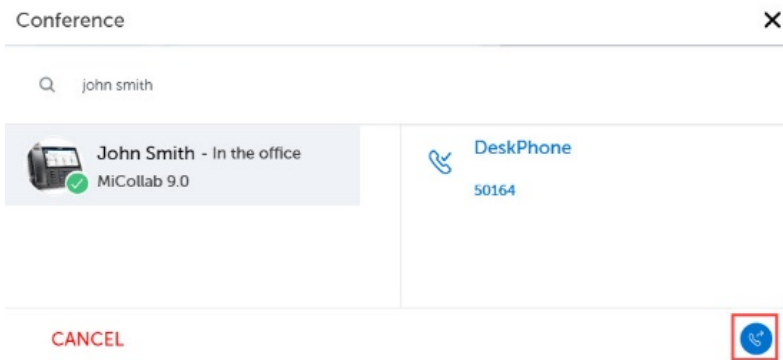 Conference
john smith
John Smith - In the office
MiCollab 9.0
DeskPhone
50164
CANCEL